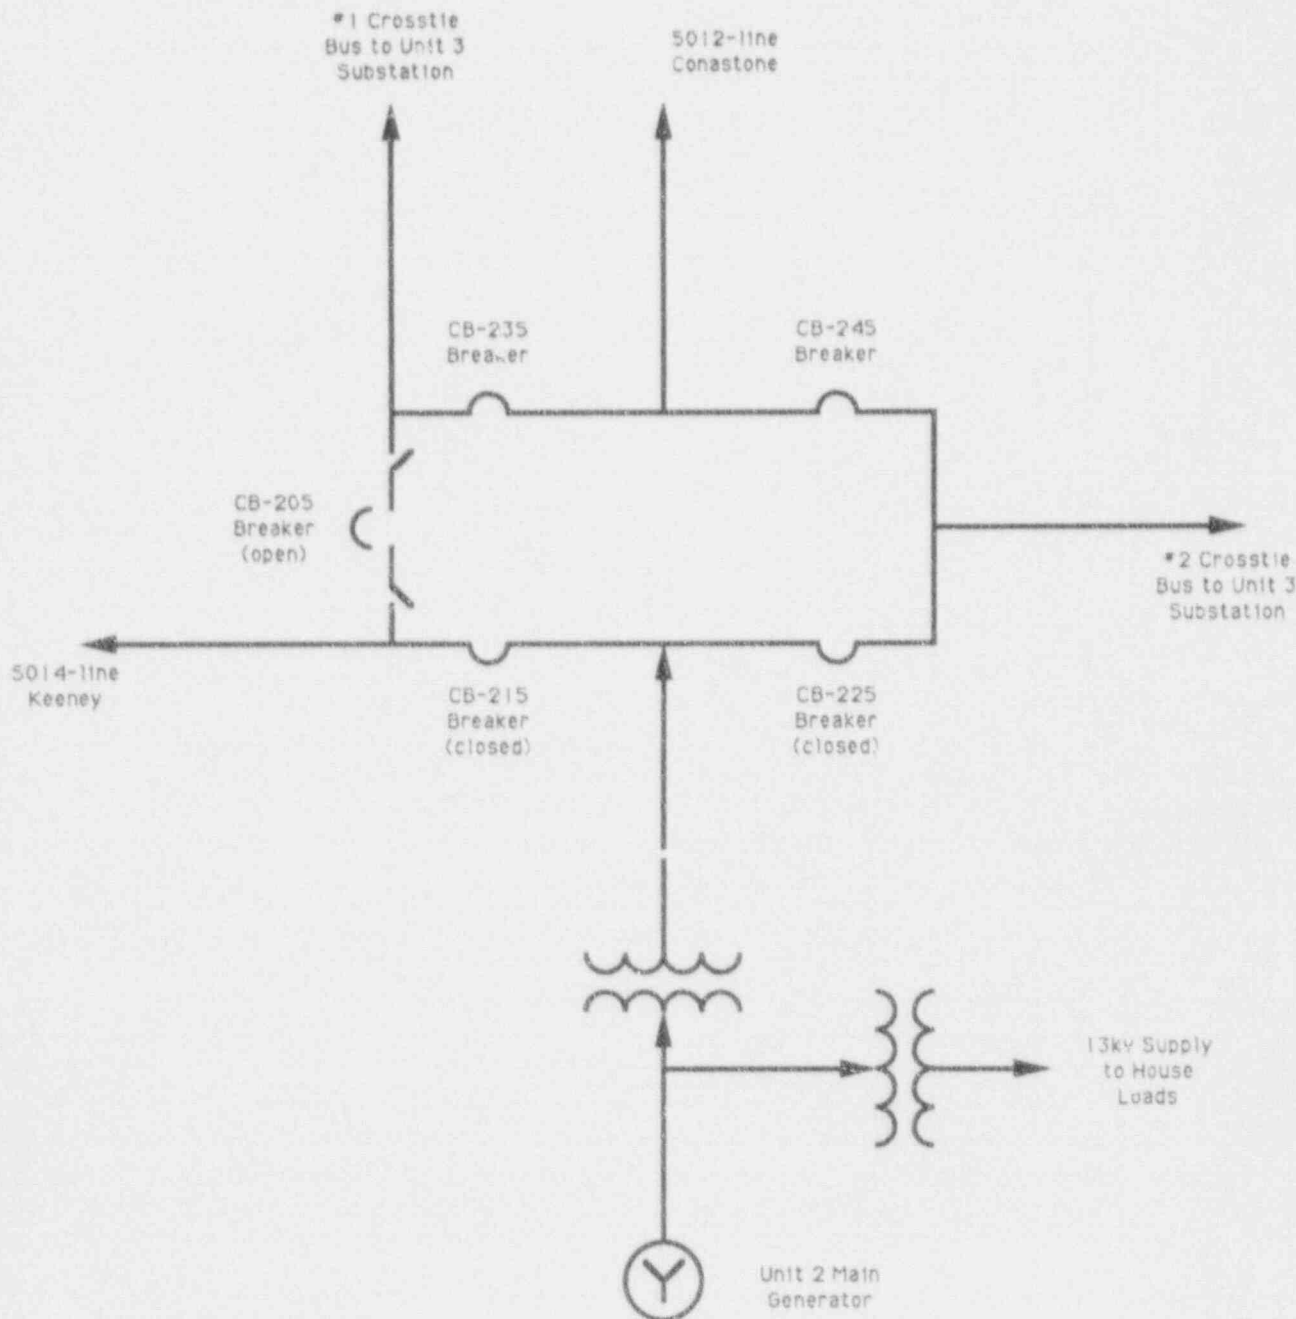 #1 Crosstie
Bus to Unit 3
Substation
5012-line
Conastone
CB-235
Breaker
CB-245
Breaker
CB-205
Breaker
(open)
#2 Crosstie
Bus to Unit 3
Substation
5014-line
Keeney
CB-215
Breaker
(closed)
CB-225
Breaker
(closed)
13kv Supply
to House
Loads
Unit 2 Main
Generator